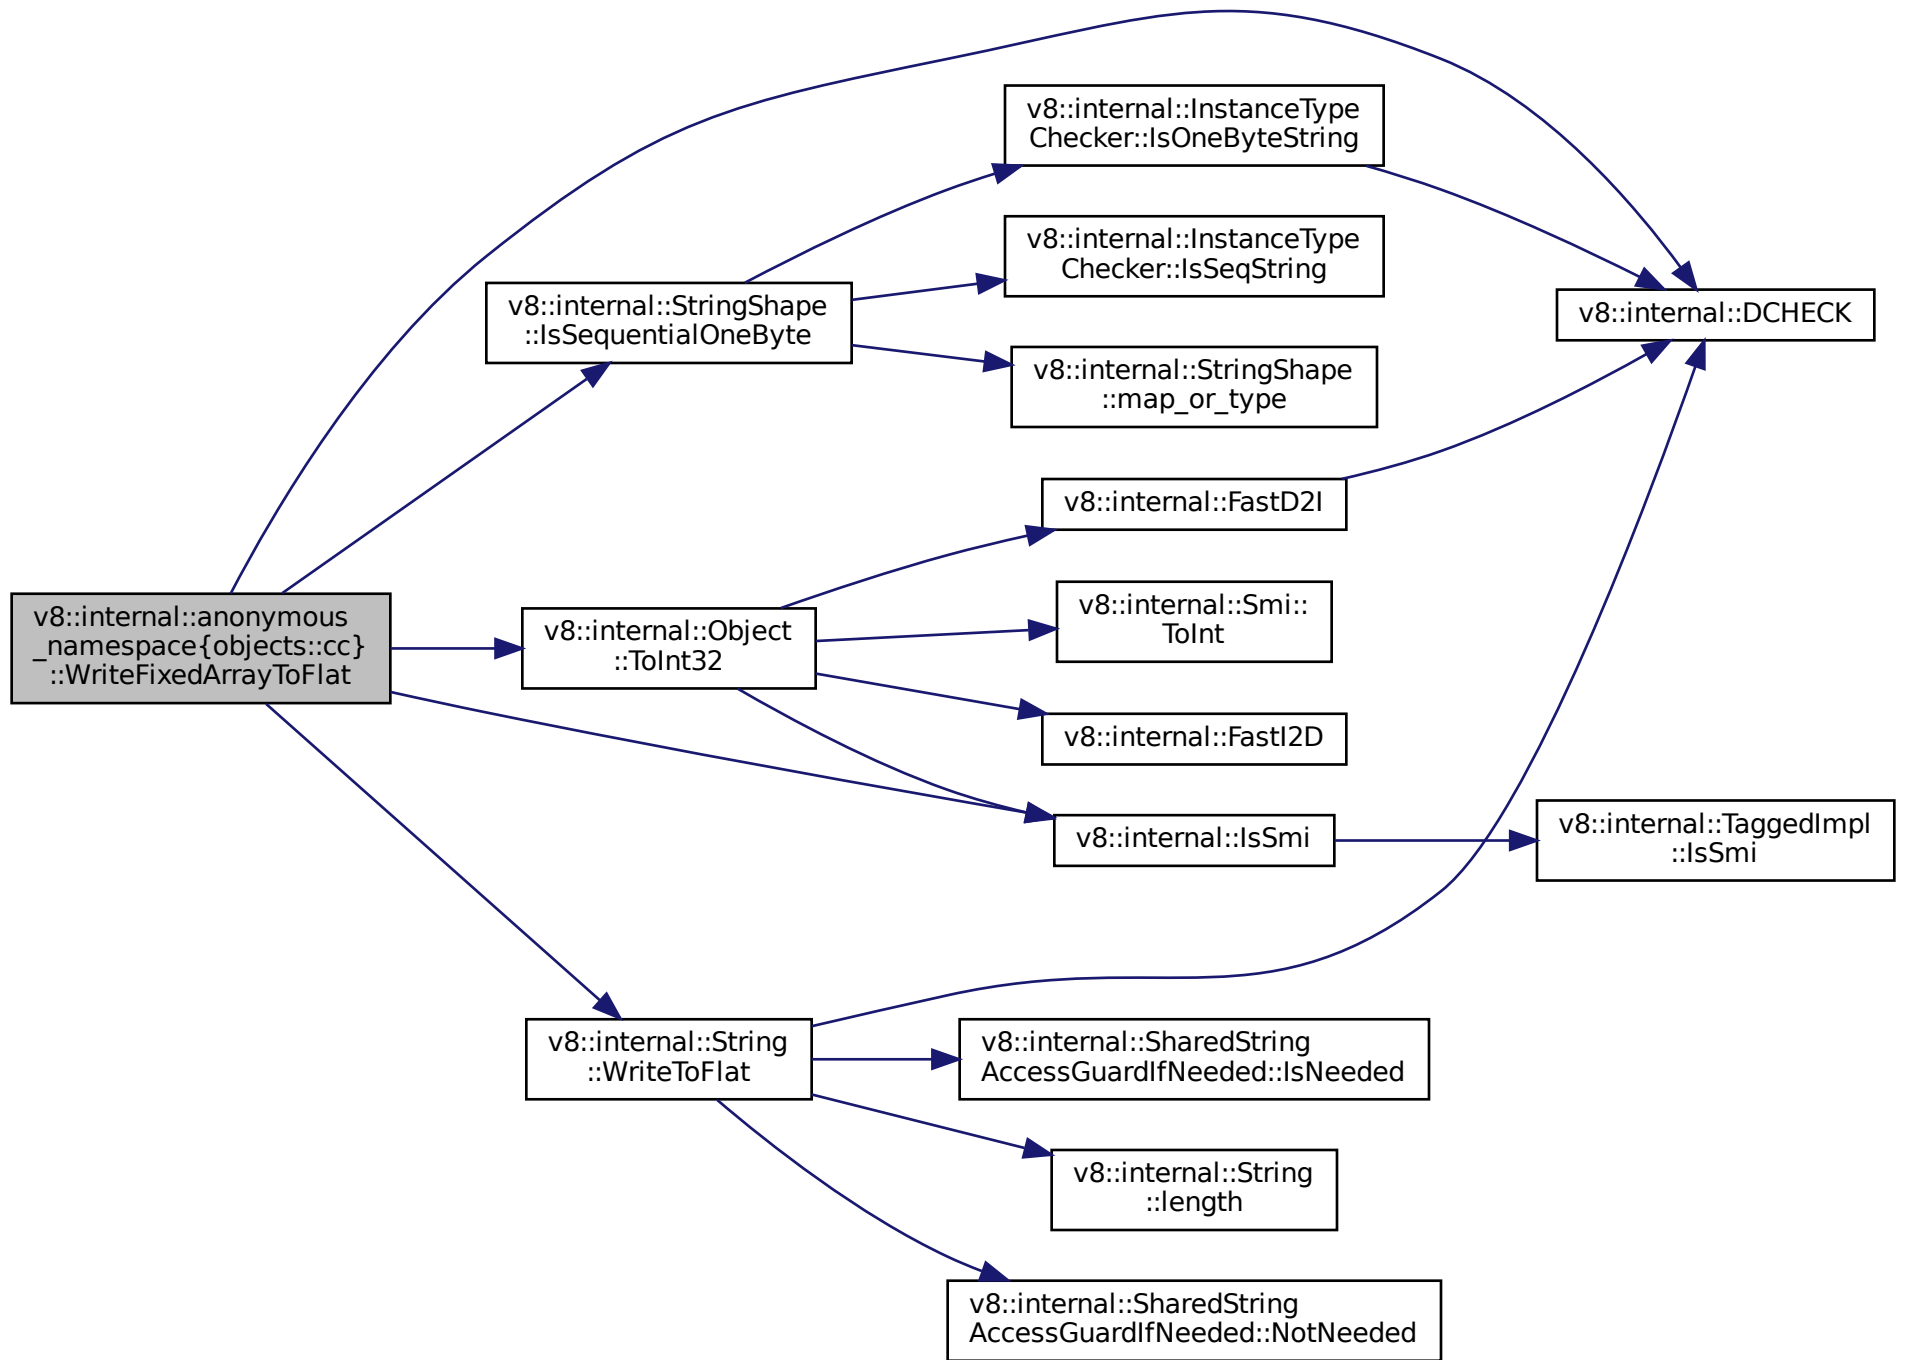 v8::internal::InstanceType
Checker::IsOneByteString
v8::internal::InstanceType
Checker::IsSeqString
v8::internal::StringShape
::IsSequentialOneByte
v8::internal::DCHECK
v8::internal::StringShape
::map_or_type
v8::internal::FastD2I
v8::internal::anonymous
_namespace{objects::cc}
::WriteFixedArrayToFlat
v8::internal::Object
::ToInt32
v8::internal::Smi::
ToInt
v8::internal::FastI2D
v8::internal::IsSmi
v8::internal::TaggedImpl
::IsSmi
v8::internal::String
::WriteToFlat
v8::internal::SharedString
AccessGuardIfNeeded::IsNeeded
v8::internal::String
::length
v8::internal::SharedString
AccessGuardIfNeeded::NotNeeded